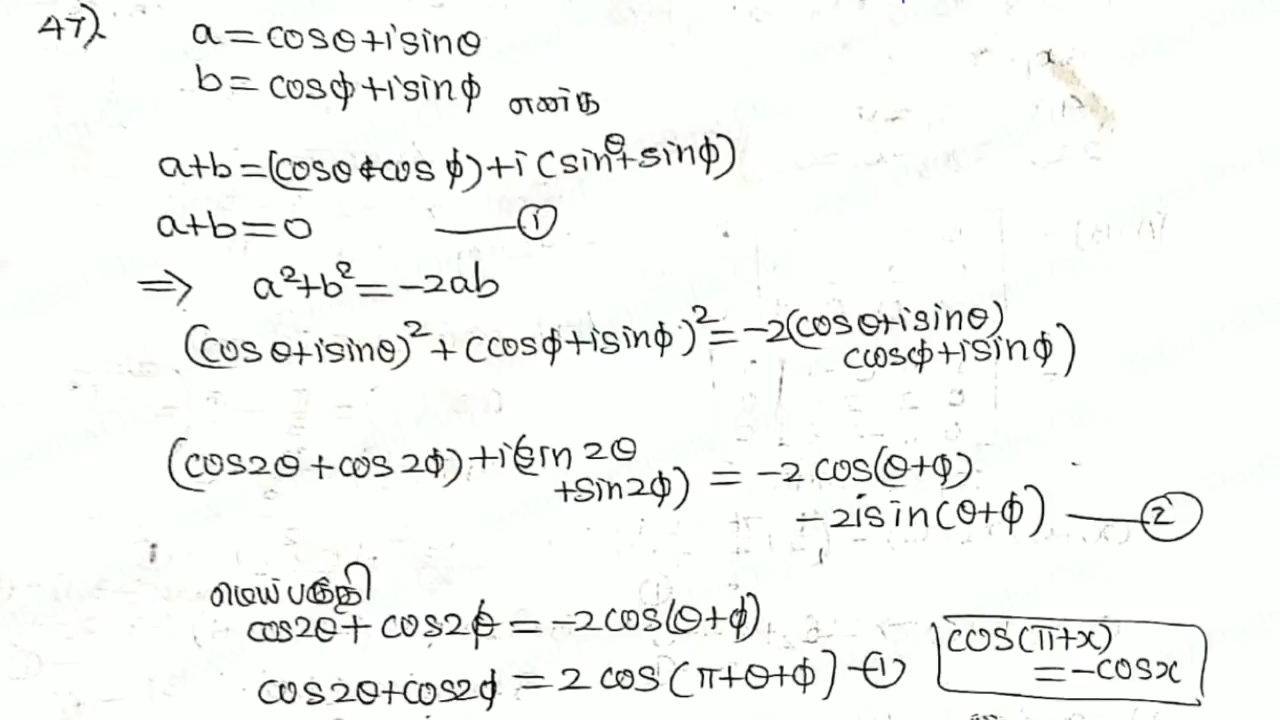 47).
a = cosθ+isinθ
b = cosφ+isinφ எனில்
a+b = (cosθ+cosφ)+i(sinθ+sinφ)
a+b=0 —— ①
=> a²+b² = -2ab
(cosθ+isinθ)² + (cosφ+isinφ)² = -2(cosθ+isinθ)
(cosφ+isinφ)
(cos2θ+cos2φ)+i(sin2θ
+sin2φ) = -2cos(θ+φ)
-2isin(θ+φ) —— ②
மெய்பகுதி
cos2θ+cos2φ = -2cos(θ+φ)
cos2θ+cos2φ = 2cos(π+θ+φ) —①
cos(π+x)
= -cosx